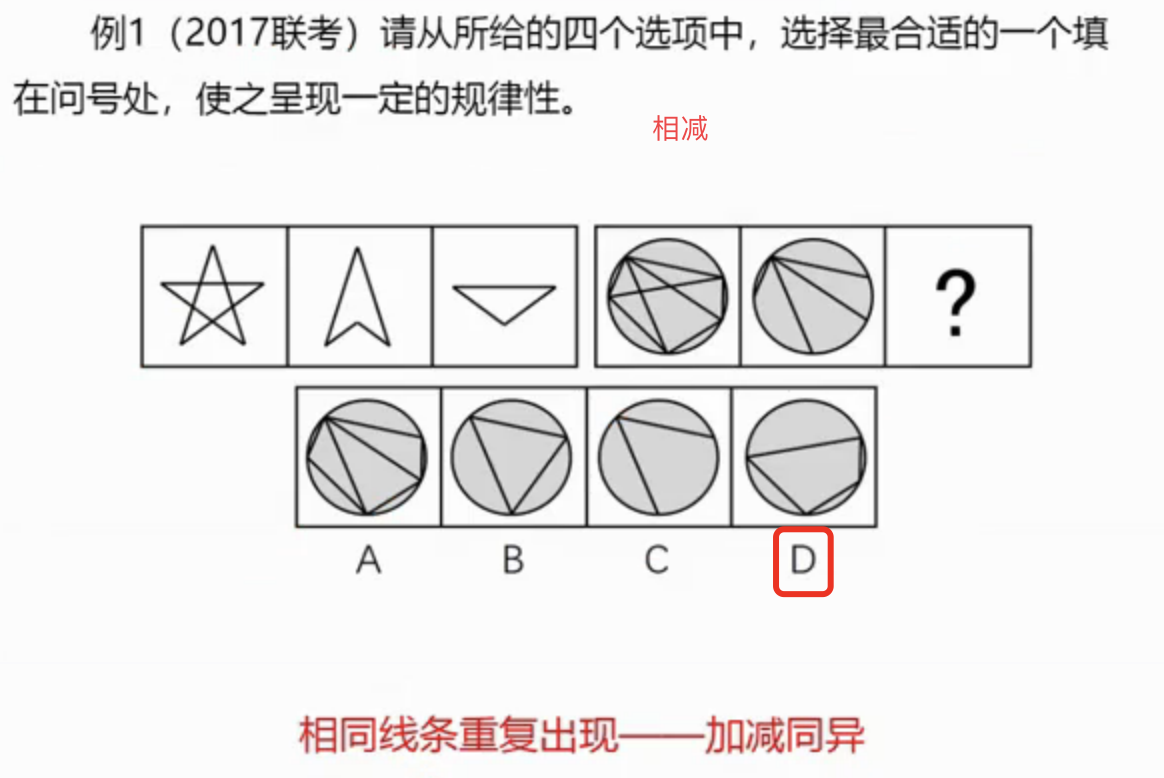 例1（2017联考）请从所给的四个选项中，选择最合适的一个填
在问号处，使之呈现一定的规律性。
相减
?
A B C D
相同线条重复出现——加减同异